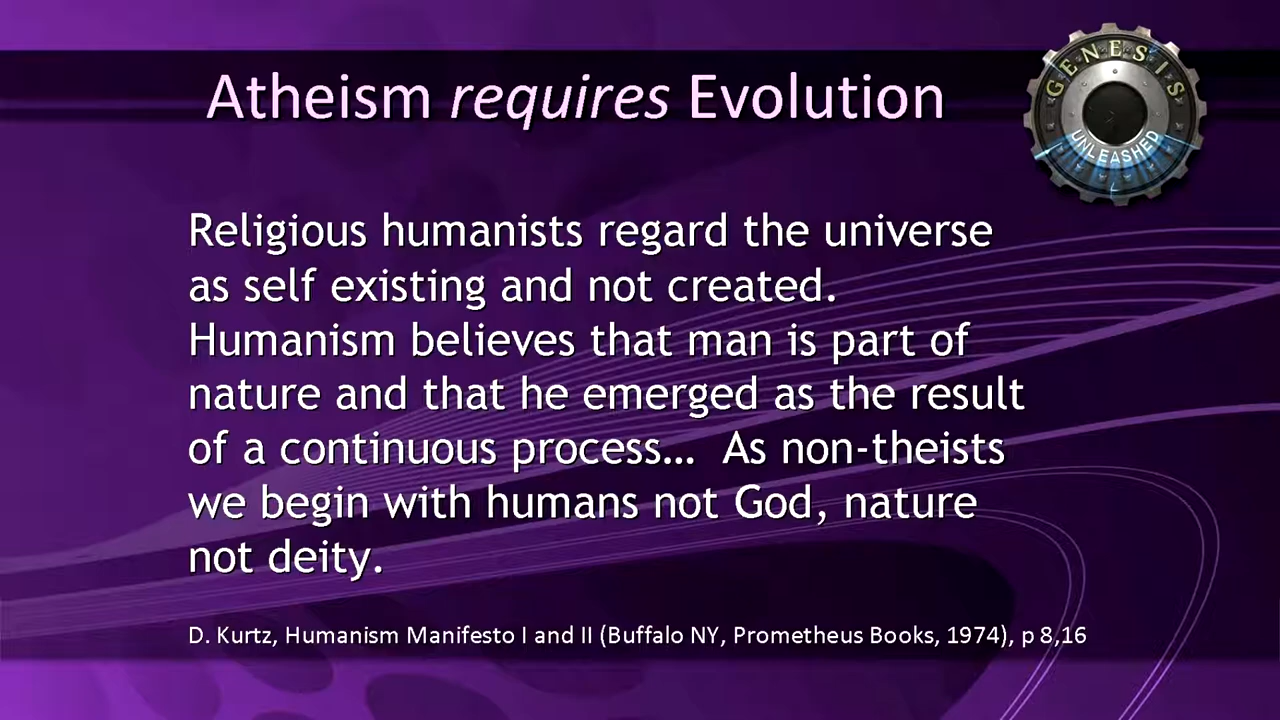 Atheism requires Evolution
GENESIS
UNLEASHED
Religious humanists regard the universe
as self existing and not created.
Humanism believes that man is part of
nature and that he emerged as the result
of a continuous process…  As non-theists
we begin with humans not God, nature
not deity.
D. Kurtz, Humanism Manifesto I and II (Buffalo NY, Prometheus Books, 1974), p 8,16